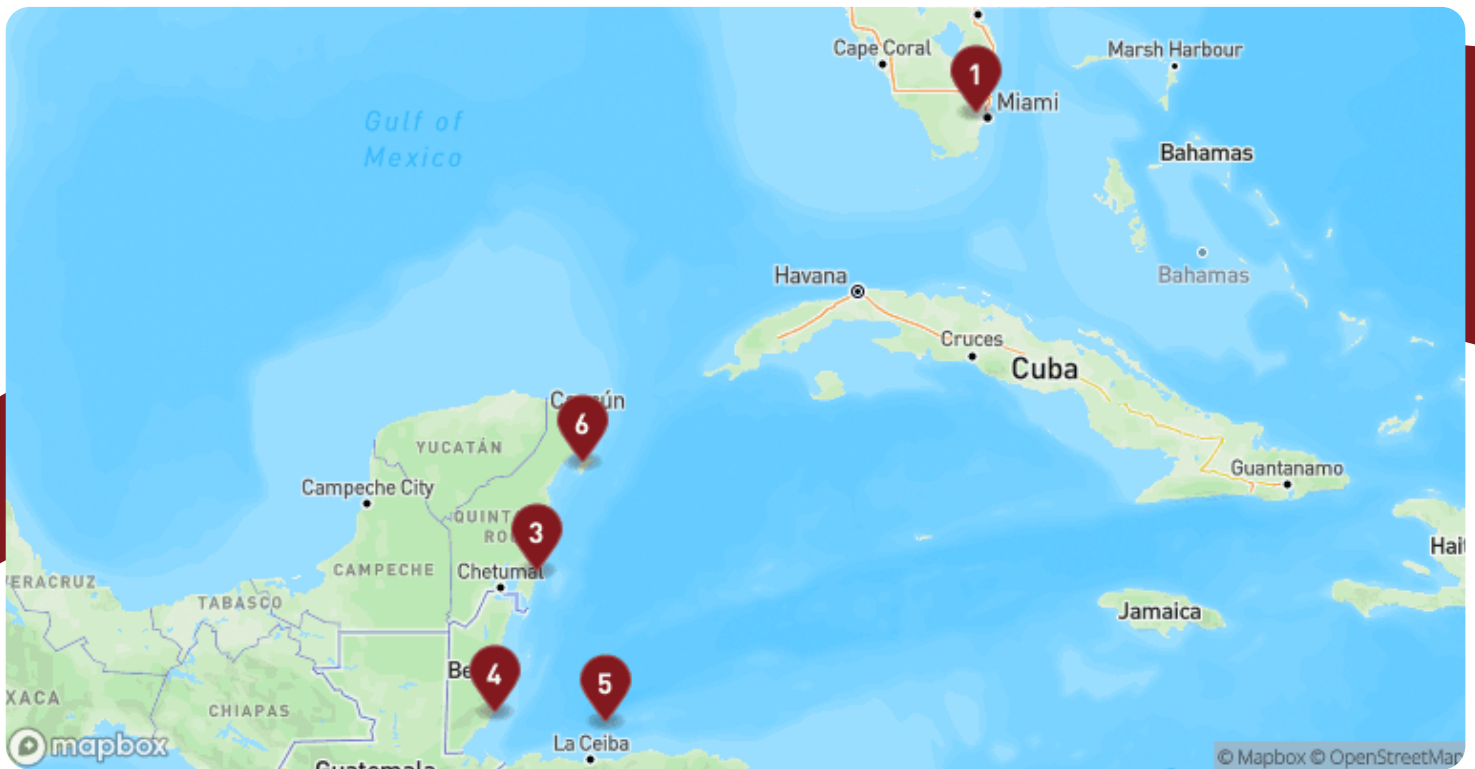 Cape Coral
Marsh Harbour
1
Miami
Gulf of
Mexico
Bahamas
Havana
Bahamas
Cruces
Cuba
6
YUCATÁN
Guantanamo
Campeche City
QUINT
3
CAMPECHE
Chetumal
TABASCO
Jamaica
4
5
CHIAPAS
La Ceiba
mapbox
© Mapbox © OpenStreetMap